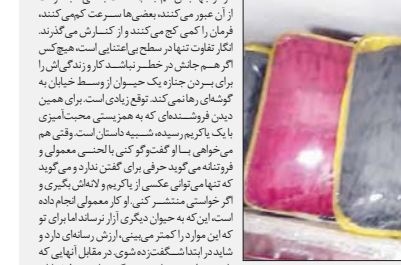 از آن عبور می‌کنند، بعضی‌ها سرعت کم می‌کنند،
فرمان را کمی کج می‌کنند و از کنارش می‌گذرند.
انگار تفاوت تنها در سطح بی‌اعتنایی است، هیچ‌کس
اگر هم جانش در خطر نباشد کار و زندگی‌اش را
برای بردن جنازه یک حیوان از وسط خیابان به
گوشه‌ای رها نمی‌کند. توقع زیادی است. برای همین
دیدن فروشنده‌ای که به همزیستی محبت‌آمیزی
با یک یاکریم رسیده، شبیه داستان است. وقتی هم
می‌خواهی با او گفت‌وگو کنی با لحنی معمولی و
فروتنانه می‌گوید حرفی برای گفتن ندارد و می‌گوید
که تنها می‌توانی عکسی از یاکریم و لانه‌اش بگیری و
اگر خواستی منتشر کنی. او کار معمولی انجام داده
است، این‌که به حیوان دیگری آزار نرساند اما برای تو
که این موارد را کمتر می‌بینی، ارزش رسانه‌ای دارد و
شاید در ابتدا شگفت‌زده شوی. در مقابل آنهایی که